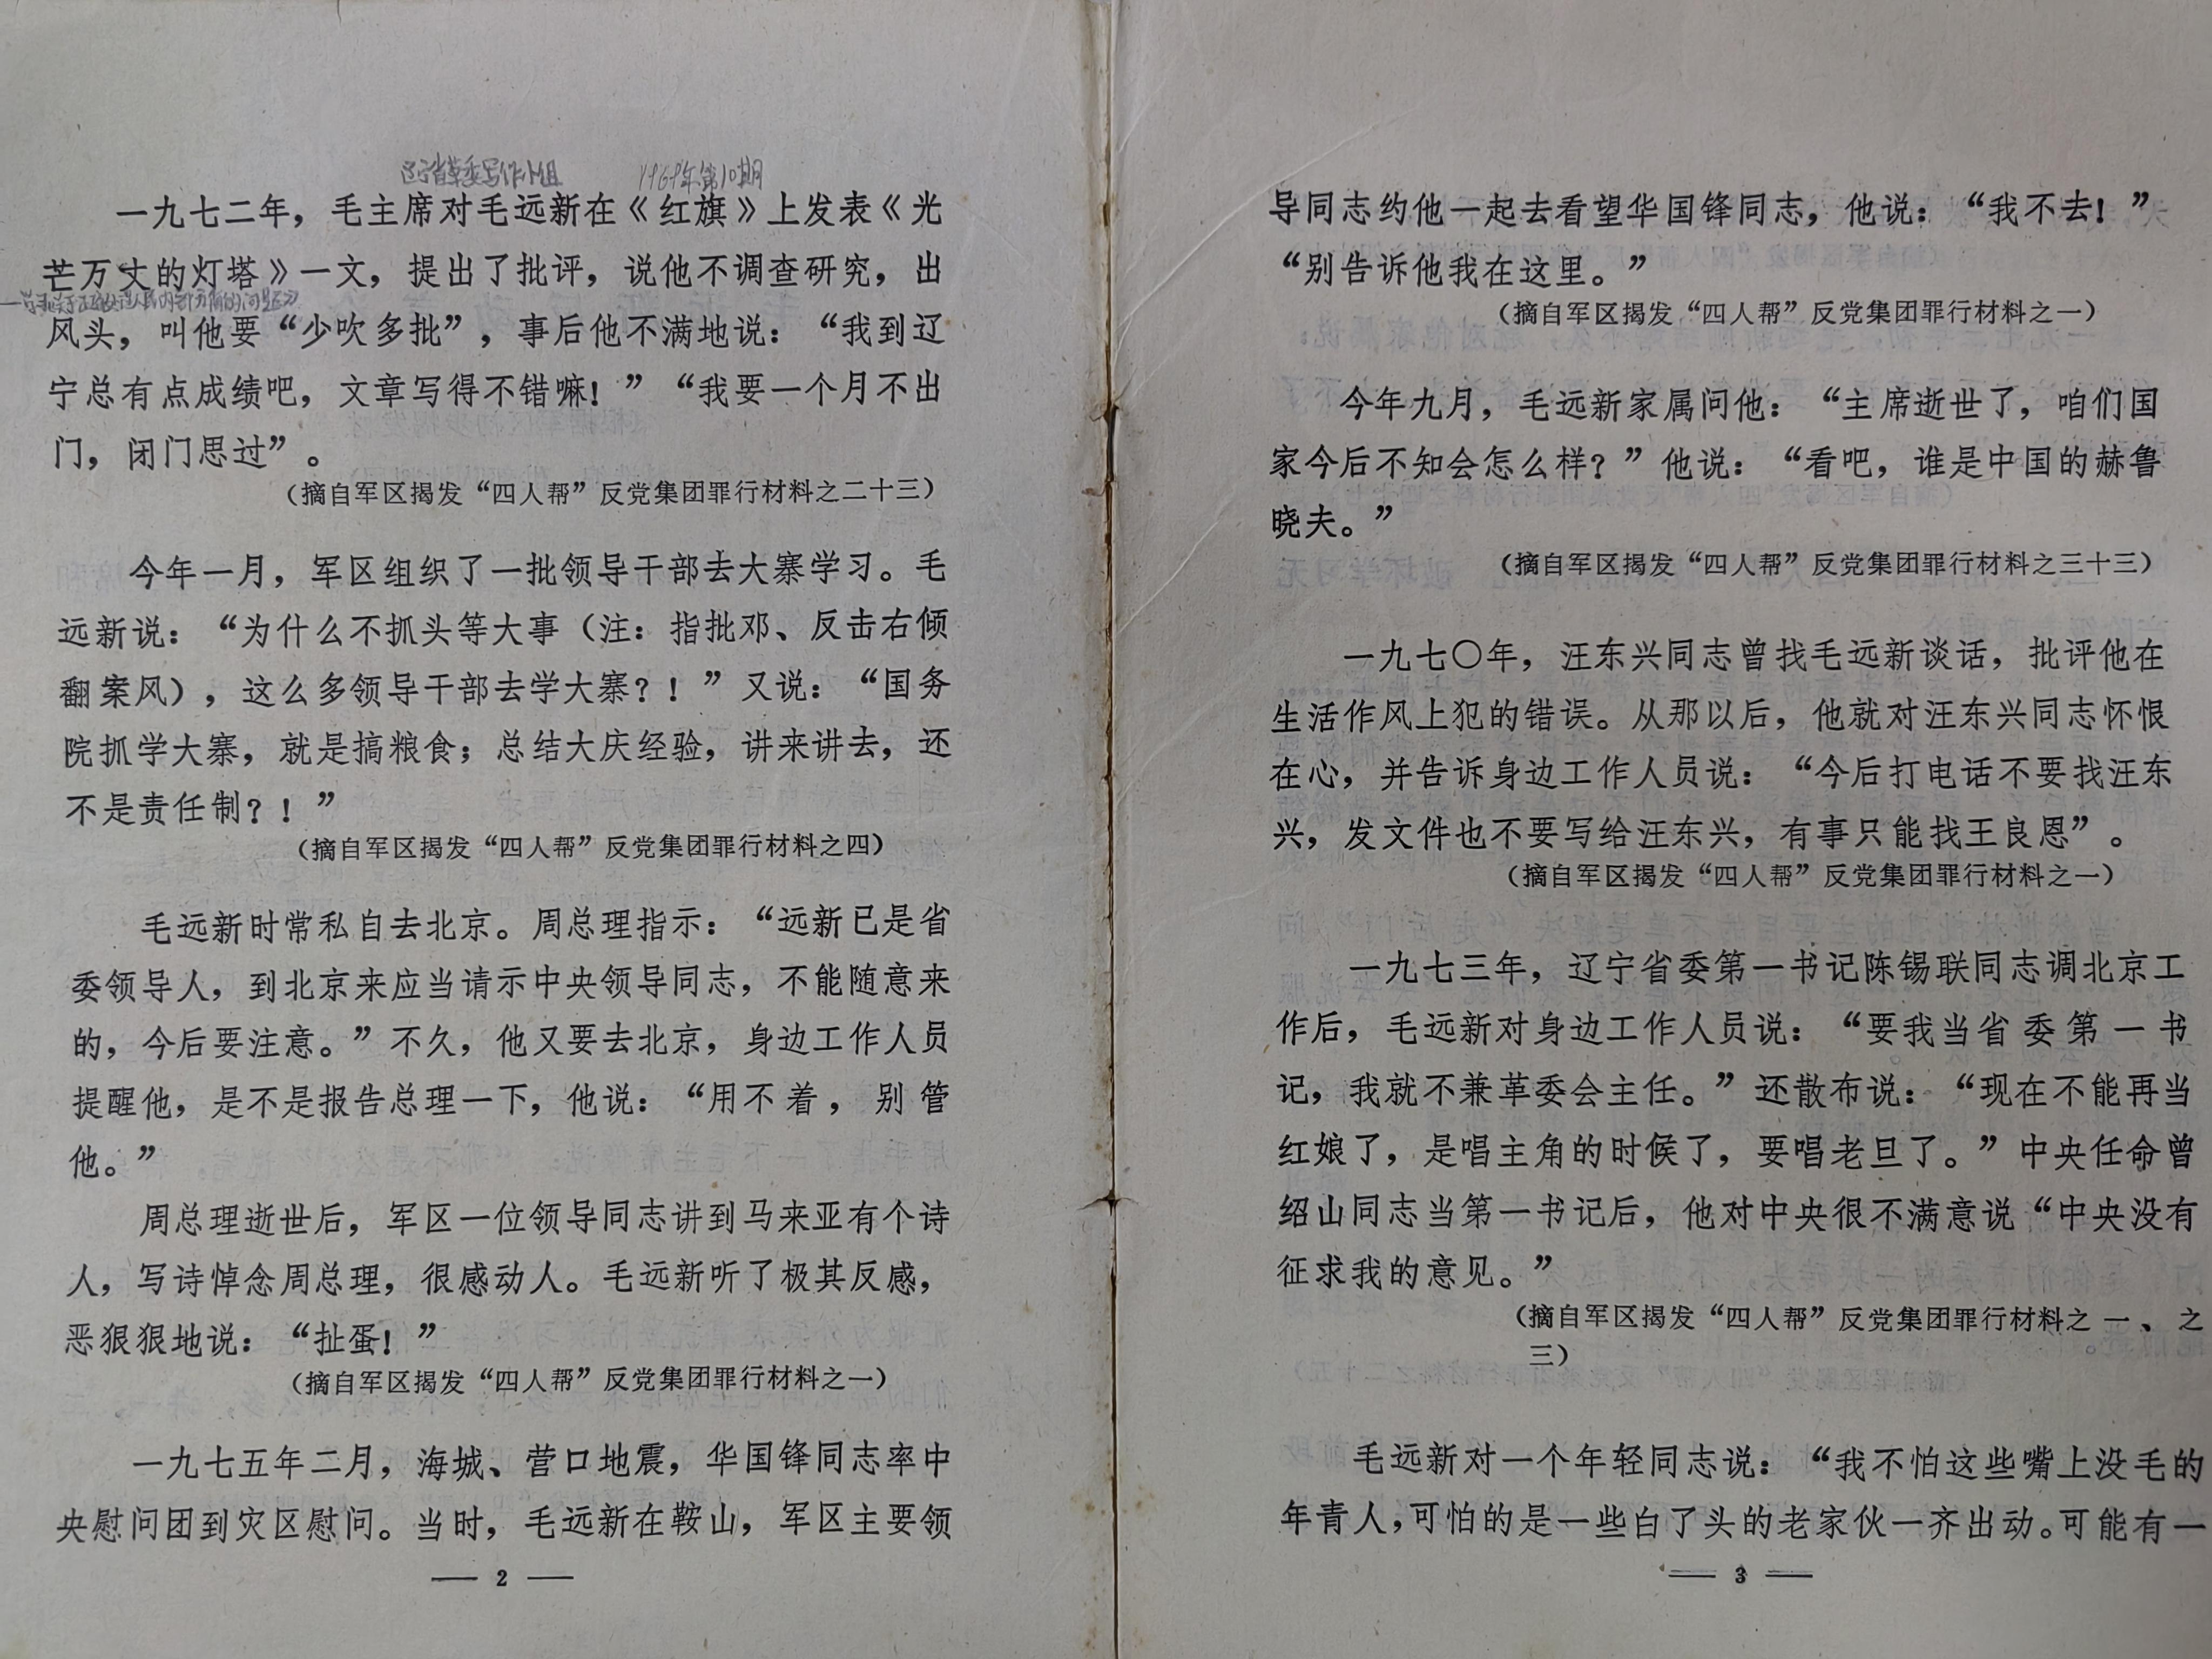 辽宁省革委写作小组 1969年第10期
一九七二年，毛主席对毛远新在《红旗》上发表《光
芒万丈的灯塔》一文，提出了批评，说他不调查研究，出
风头，叫他要“少吹多批”，事后他不满地说：“我到辽
宁总有点成绩吧，文章写得不错嘛！”“我要一个月不出
门，闭门思过”。
（摘自军区揭发“四人帮”反党集团罪行材料之二十三）
今年一月，军区组织了一批领导干部去大寨学习。毛
远新说：“为什么不抓头等大事（注：指批邓、反击右倾
翻案风），这么多领导干部去学大寨？！”又说：“国务
院抓学大寨，就是搞粮食；总结大庆经验，讲来讲去，还
不是责任制？！”
（摘自军区揭发“四人帮”反党集团罪行材料之四）
毛远新时常私自去北京。周总理指示：“远新已是省
委领导人，到北京来应当请示中央领导同志，不能随意来
的，今后要注意。”不久，他又要去北京，身边工作人员
提醒他，是不是报告总理一下，他说：“用不着，别管
他。”
周总理逝世后，军区一位领导同志讲到马来亚有个诗
人，写诗悼念周总理，很感动人。毛远新听了极其反感，
恶狠狠地说：“扯蛋！”
（摘自军区揭发“四人帮”反党集团罪行材料之一）
一九七五年二月，海城、营口地震，华国锋同志率中
央慰问团到灾区慰问。当时，毛远新在鞍山，军区主要领
— 2 —
导同志约他一起去看望华国锋同志，他说：“我不去！”
“别告诉他我在这里。”
（摘自军区揭发“四人帮”反党集团罪行材料之一）
今年九月，毛远新家属问他：“主席逝世了，咱们国
家今后不知会怎么样？”他说：“看吧，谁是中国的赫鲁
晓夫。”
（摘自军区揭发“四人帮”反党集团罪行材料之三十三）
一九七〇年，汪东兴同志曾找毛远新谈话，批评他在
生活作风上犯的错误。从那以后，他就对汪东兴同志怀恨
在心，并告诉身边工作人员说：“今后打电话不要找汪东
兴，发文件也不要写给汪东兴，有事只能找王良恩”。
（摘自军区揭发“四人帮”反党集团罪行材料之一）
一九七三年，辽宁省委第一书记陈锡联同志调北京工
作后，毛远新对身边工作人员说：“要我当省委第一书
记，我就不兼革委会主任。”还散布说：“现在不能再当
红娘了，是唱主角的时候了，要唱老旦了。”中央任命曾
绍山同志当第一书记后，他对中央很不满意说“中央没有
征求我的意见。”
（摘自军区揭发“四人帮”反党集团罪行材料之一、之
三）
毛远新对一个年轻同志说：“我不怕这些嘴上没毛的
年青人，可怕的是一些白了头的老家伙一齐出动。可能有一
— 3 —